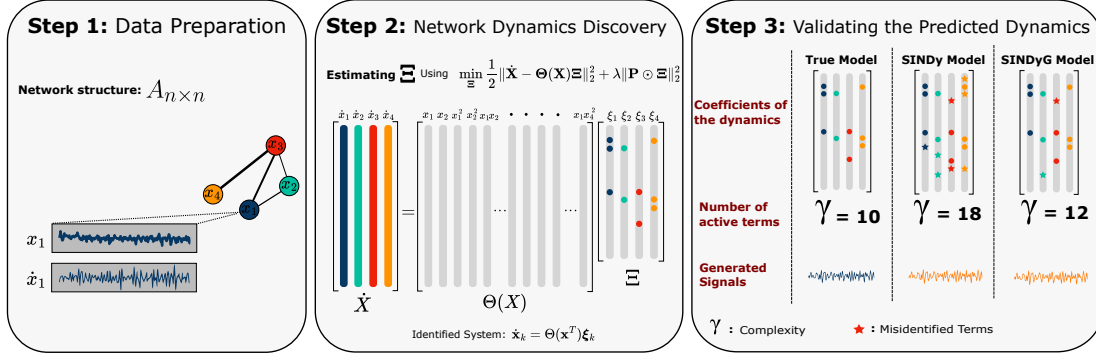 Step 1: Data Preparation
Network structure: A_{n×n}
x_3
x_4
x_2
x_1
x_1
ẋ_1
Step 2: Network Dynamics Discovery
Estimating Ξ Using min_Ξ 1/2 ‖Ẋ − Θ(X)Ξ‖_2^2 + λ‖P ⊙ Ξ‖_2^2
ẋ_1 ẋ_2 ẋ_3 ẋ_4
x_1 x_2 x_1^2 x_2^2 x_1x_2 · · · · x_1x_4^2
ξ_1 ξ_2 ξ_3 ξ_4
=
... ...
Ẋ
Θ(X)
Ξ
Identified System: ẋ_k = Θ(x^T)ξ_k
Step 3: Validating the Predicted Dynamics
True Model SINDy Model SINDyG Model
Coefficients of
the dynamics
Number of
active terms
γ = 10 γ = 18 γ = 12
Generated
Signals
γ : Complexity ★ : Misidentified Terms